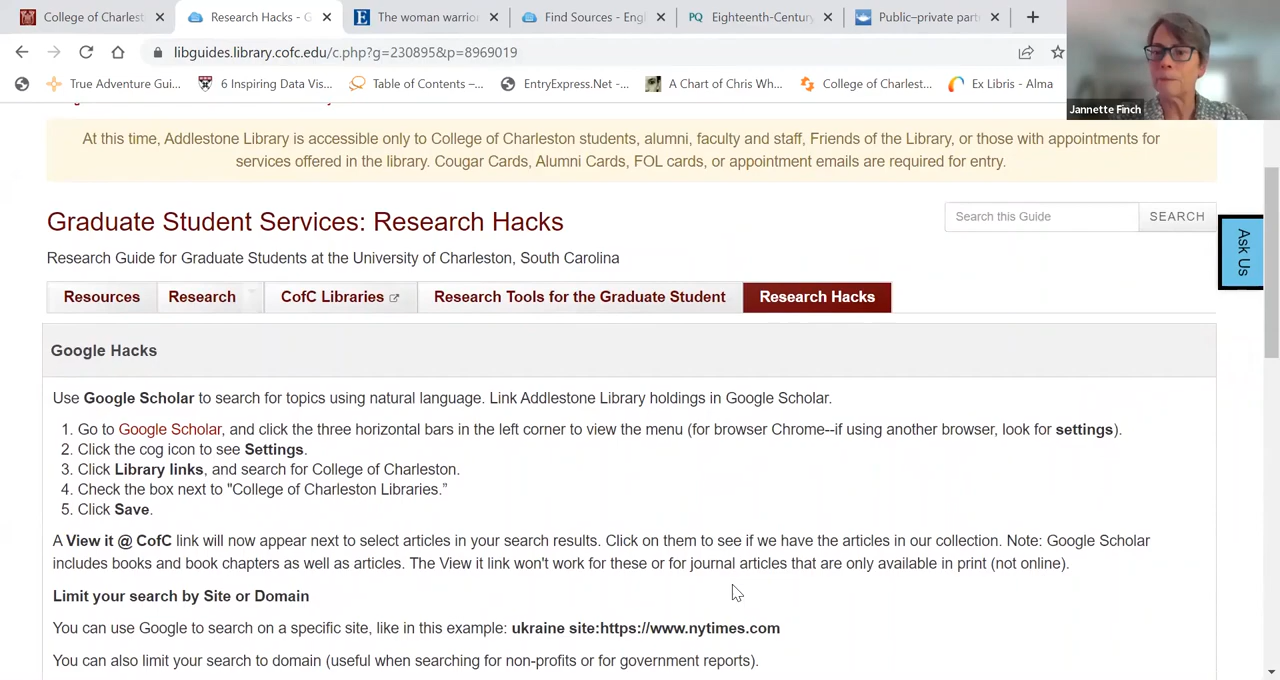 College of Charlest
Research Hacks - G
The woman warrio
Find Sources - Eng
Eighteenth-Centur
Public–private part
libguides.library.cofc.edu/c.php?g=230895&p=8969019
True Adventure Gui...
6 Inspiring Data Vis...
Table of Contents –...
EntryExpress.Net -...
A Chart of Chris Wh...
College of Charlest...
Ex Libris - Alma
Jannette Finch
At this time, Addlestone Library is accessible only to College of Charleston students, alumni, faculty and staff, Friends of the Library, or those with appointments for
services offered in the library. Cougar Cards, Alumni Cards, FOL cards, or appointment emails are required for entry.
Graduate Student Services: Research Hacks
Search this Guide
SEARCH
Ask Us
Research Guide for Graduate Students at the University of Charleston, South Carolina
Resources
Research
CofC Libraries
Research Tools for the Graduate Student
Research Hacks
Google Hacks
Use Google Scholar to search for topics using natural language. Link Addlestone Library holdings in Google Scholar.
1. Go to Google Scholar, and click the three horizontal bars in the left corner to view the menu (for browser Chrome--if using another browser, look for settings).
2. Click the cog icon to see Settings.
3. Click Library links, and search for College of Charleston.
4. Check the box next to "College of Charleston Libraries.”
5. Click Save.
A View it @ CofC link will now appear next to select articles in your search results. Click on them to see if we have the articles in our collection. Note: Google Scholar
includes books and book chapters as well as articles. The View it link won't work for these or for journal articles that are only available in print (not online).
Limit your search by Site or Domain
You can use Google to search on a specific site, like in this example: ukraine site:https://www.nytimes.com
You can also limit your search to domain (useful when searching for non-profits or for government reports).